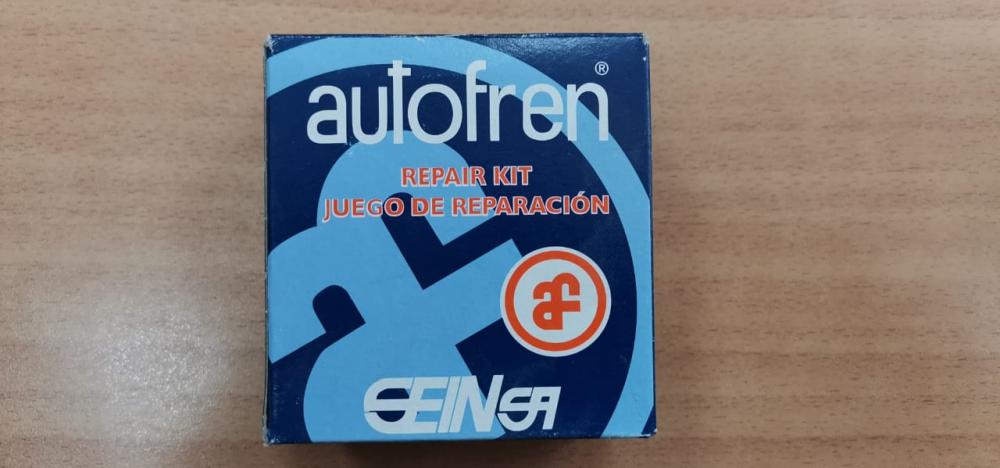 autofren®
REPAIR KIT
JUEGO DE REPARACIÓN
af
SEINSA